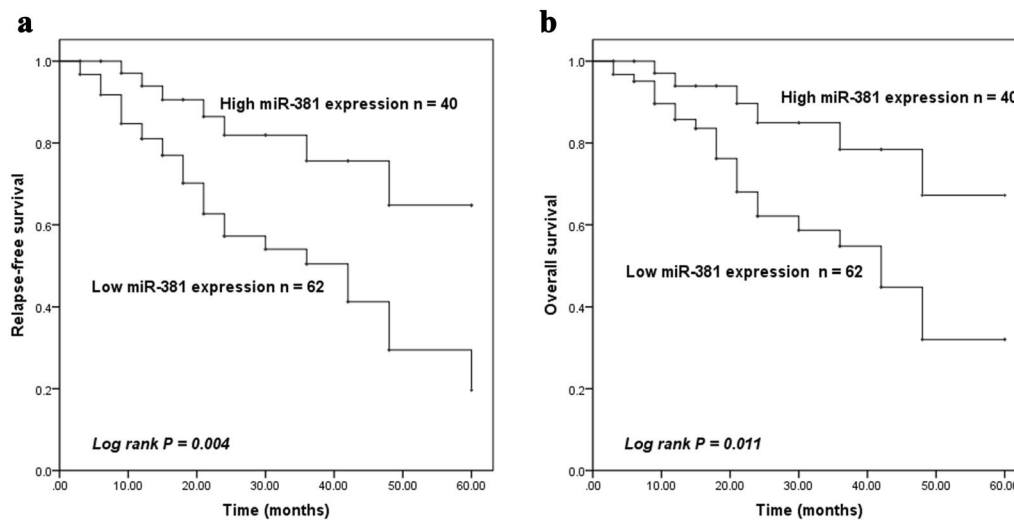 a
1.0
0.8
0.6
0.4
0.2
0.0
Relapse-free survival
High miR-381 expression n = 40
Low miR-381 expression n = 62
Log rank P = 0.004
.00
10.00
20.00
30.00
40.00
50.00
60.00
Time (months)
b
1.0
0.8
0.6
0.4
0.2
0.0
Overall survival
High miR-381 expression n = 40
Low miR-381 expression n = 62
Log rank P = 0.011
.00
10.00
20.00
30.00
40.00
50.00
60.00
Time (months)